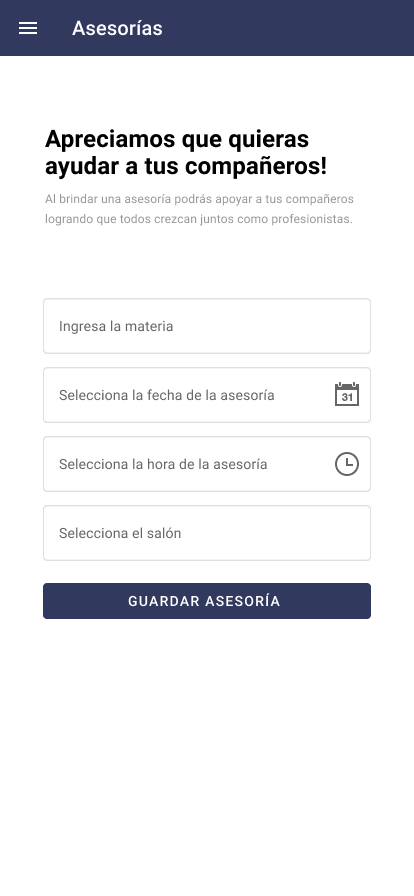 Asesorías
Apreciamos que quieras
ayudar a tus compañeros!
Al brindar una asesoría podrás apoyar a tus compañeros
logrando que todos crezcan juntos como profesionistas.
Ingresa la materia
Selecciona la fecha de la asesoría
31
Selecciona la hora de la asesoría
Selecciona el salón
GUARDAR ASESORÍA